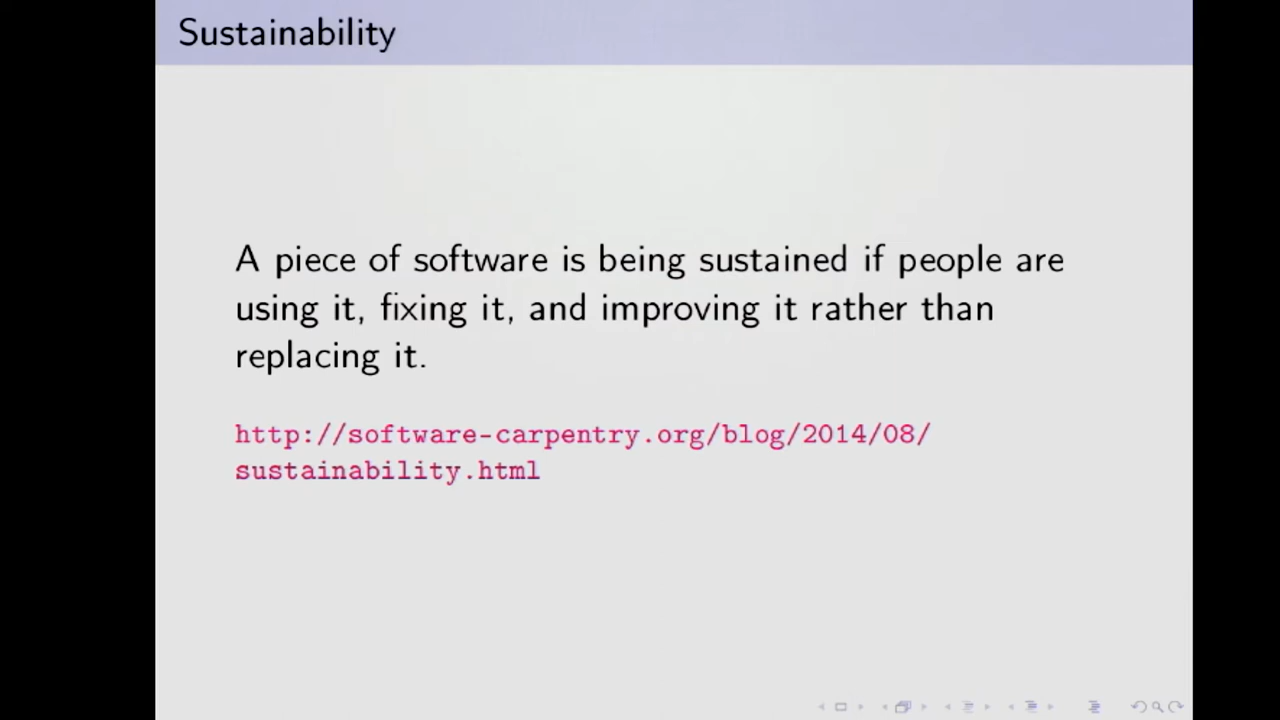 Sustainability
A piece of software is being sustained if people are
using it, fixing it, and improving it rather than
replacing it.
http://software-carpentry.org/blog/2014/08/
sustainability.html